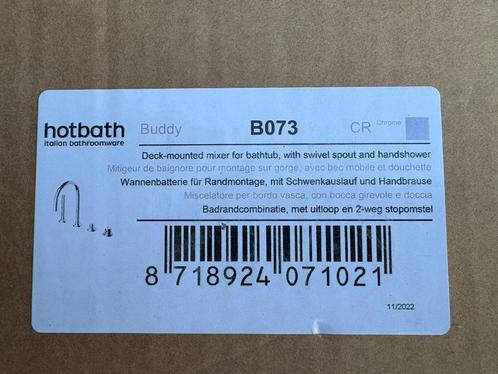 hotbath Buddy B073 CR Chrome
italian bathroomware
Deck-mounted mixer for bathtub, with swivel spout and handshower
Mitigeur de baignore pour montage sur gorge, avec bec mobile et douchette
Wannenbatterie für Randmontage, mit Schwenkauslauf und Handbrause
Miscelatore per bordo vasca, con bocca girevole e doccia
Badrandcombinatie, met uitloop en 2-weg stopomstel
8 718924 071021
11/2022